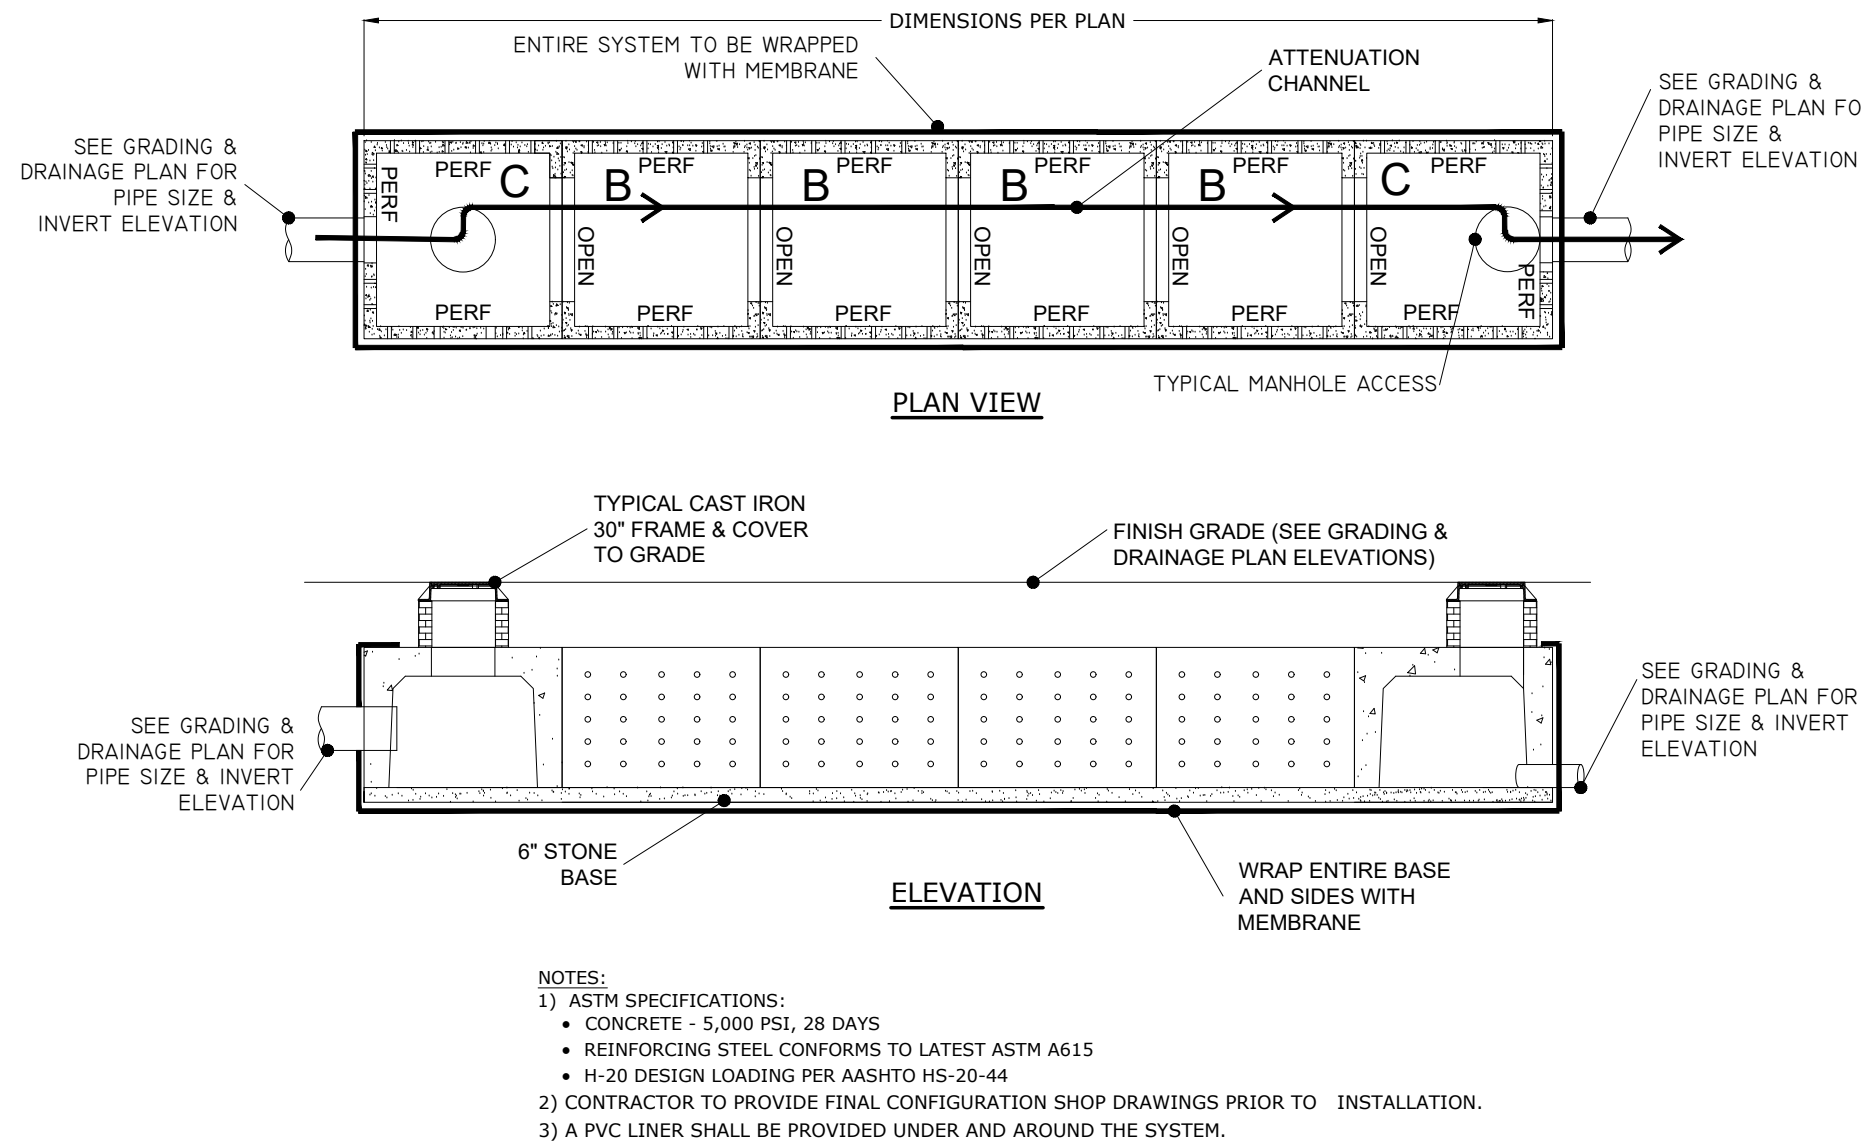 DIMENSIONS PER PLAN
ENTIRE SYSTEM TO BE WRAPPED
WITH MEMBRANE
ATTENUATION
CHANNEL
SEE GRADING &
DRAINAGE PLAN FO
PIPE SIZE &
INVERT ELEVATION
SEE GRADING &
DRAINAGE PLAN FOR
PIPE SIZE &
INVERT ELEVATION
PERF
PERF
C
PERF
B
PERF
B
PERF
B
PERF
B
PERF
C
PERF
OPEN
OPEN
OPEN
OPEN
OPEN
PERF
PERF
PERF
PERF
PERF
PERF
PERF
TYPICAL MANHOLE ACCESS
PLAN VIEW
TYPICAL CAST IRON
30" FRAME & COVER
TO GRADE
FINISH GRADE (SEE GRADING &
DRAINAGE PLAN ELEVATIONS)
SEE GRADING &
DRAINAGE PLAN FOR
PIPE SIZE & INVERT
ELEVATION
SEE GRADING &
DRAINAGE PLAN FOR
PIPE SIZE & INVERT
ELEVATION
6" STONE
BASE
WRAP ENTIRE BASE
AND SIDES WITH
MEMBRANE
ELEVATION
NOTES:
1) ASTM SPECIFICATIONS:
• CONCRETE - 5,000 PSI, 28 DAYS
• REINFORCING STEEL CONFORMS TO LATEST ASTM A615
• H-20 DESIGN LOADING PER AASHTO HS-20-44
2) CONTRACTOR TO PROVIDE FINAL CONFIGURATION SHOP DRAWINGS PRIOR TO INSTALLATION.
3) A PVC LINER SHALL BE PROVIDED UNDER AND AROUND THE SYSTEM.